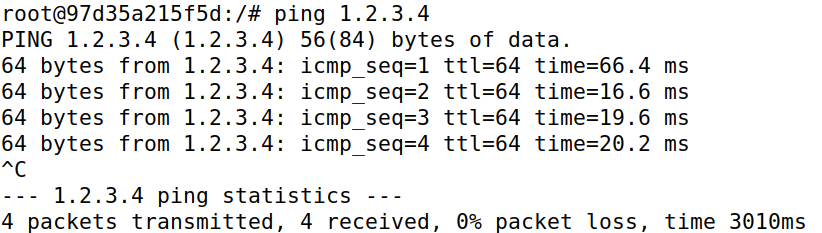 root@97d35a215f5d:/# ping 1.2.3.4
PING 1.2.3.4 (1.2.3.4) 56(84) bytes of data.
64 bytes from 1.2.3.4: icmp_seq=1 ttl=64 time=66.4 ms
64 bytes from 1.2.3.4: icmp_seq=2 ttl=64 time=16.6 ms
64 bytes from 1.2.3.4: icmp_seq=3 ttl=64 time=19.6 ms
64 bytes from 1.2.3.4: icmp_seq=4 ttl=64 time=20.2 ms
^C
--- 1.2.3.4 ping statistics ---
4 packets transmitted, 4 received, 0% packet loss, time 3010ms